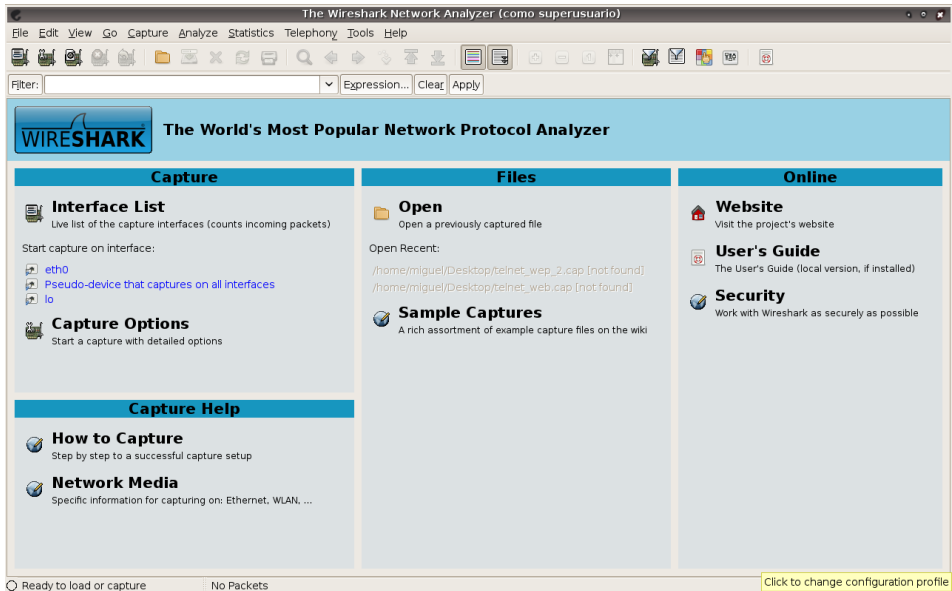 The Wireshark Network Analyzer (como superusuario)
File Edit View Go Capture Analyze Statistics Telephony Tools Help
Filter: Expression... Clear Apply
WIRESHARK The World's Most Popular Network Protocol Analyzer
Capture
Interface List
Live list of the capture interfaces (counts incoming packets)
Start capture on interface:
eth0
Pseudo-device that captures on all interfaces
lo
Capture Options
Start a capture with detailed options
Capture Help
How to Capture
Step by step to a successful capture setup
Network Media
Specific information for capturing on: Ethernet, WLAN, ...
Files
Open
Open a previously captured file
Open Recent:
/home/miguel/Desktop/telnet_wep_2.cap [not found]
/home/miguel/Desktop/telnet_web.cap [not found]
Sample Captures
A rich assortment of example capture files on the wiki
Online
Website
Visit the project's website
User's Guide
The User's Guide (local version, if installed)
Security
Work with Wireshark as securely as possible
Ready to load or capture No Packets
Click to change configuration profile